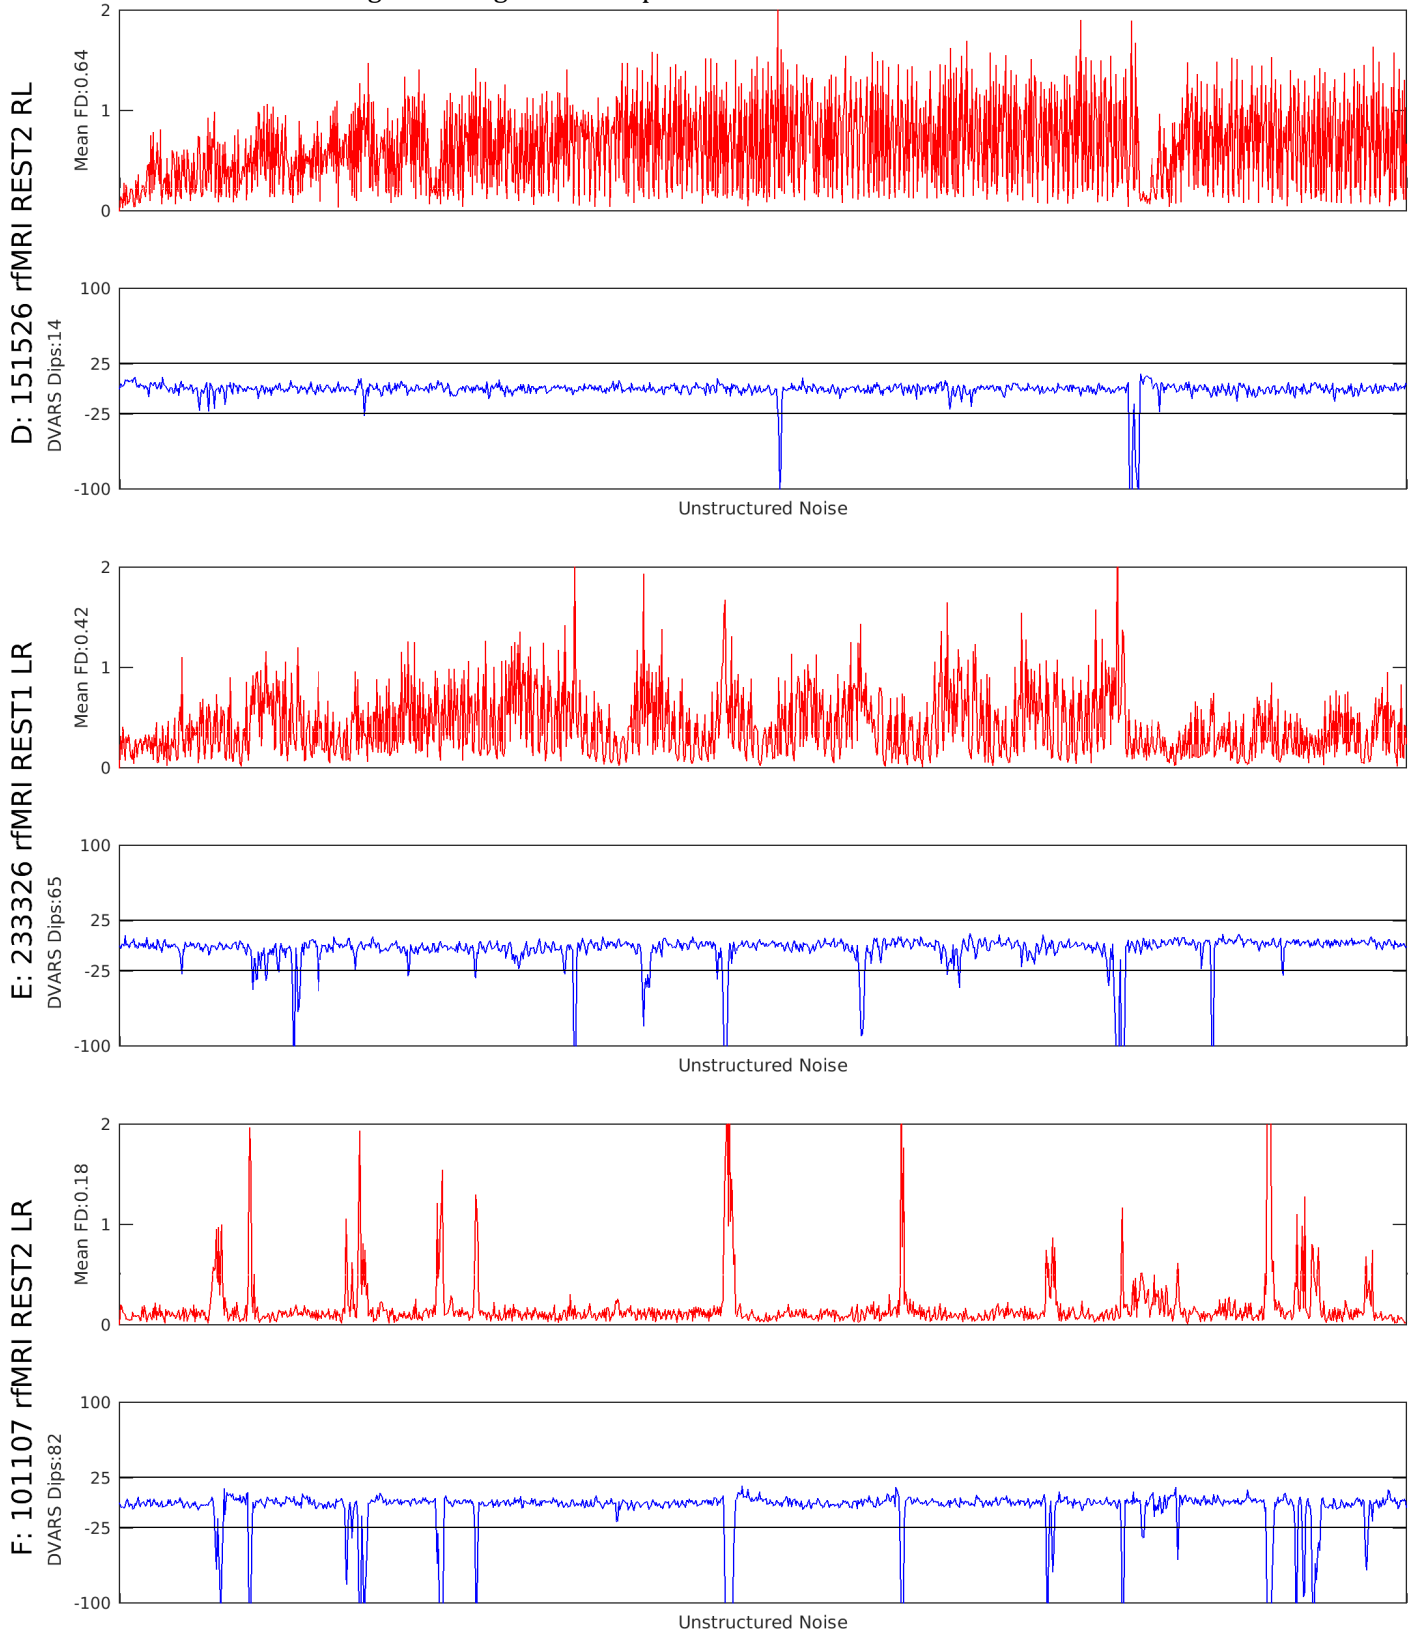 D: 151526 rfMRI REST2 RL
Mean FD:0.64
2
1
0
DVARS Dips:14
100
25
-25
-100
Unstructured Noise
E: 233326 rfMRI REST1 LR
Mean FD:0.42
2
1
0
DVARS Dips:65
100
25
-25
-100
Unstructured Noise
F: 101107 rfMRI REST2 LR
Mean FD:0.18
2
1
0
DVARS Dips:82
100
25
-25
-100
Unstructured Noise